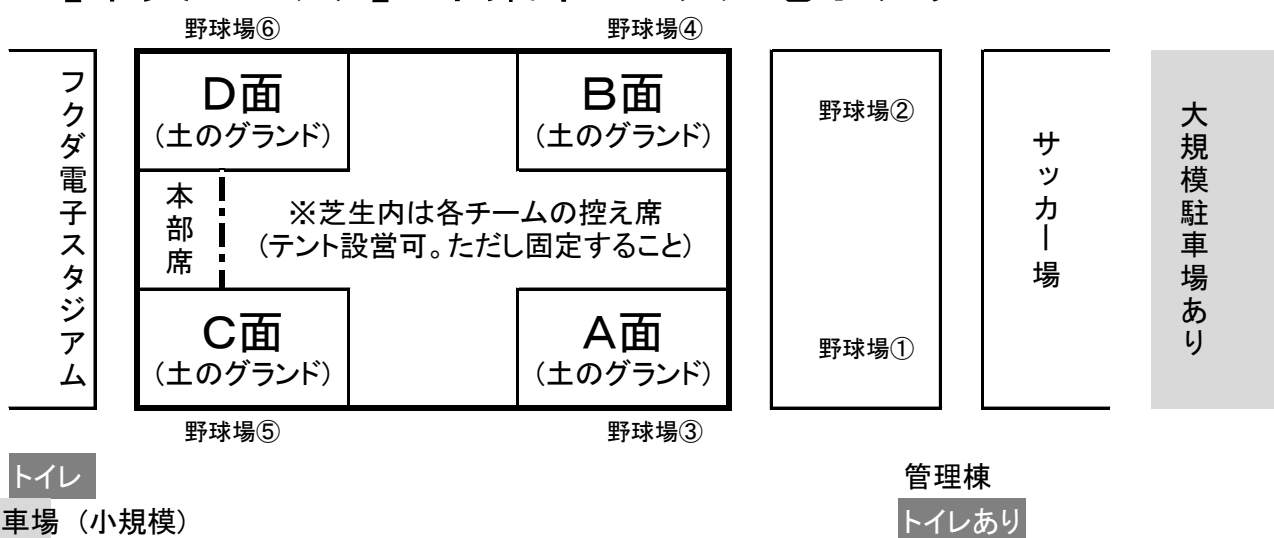 野球場⑥
野球場④
フクダ電子スタジアム
D面
(土のグランド)
B面
(土のグランド)
野球場②
サッカー場
大規模駐車場あり
本部席
※芝生内は各チームの控え席
(テント設営可。ただし固定すること)
C面
(土のグランド)
A面
(土のグランド)
野球場①
野球場⑤
野球場③
トイレ
管理棟
車場(小規模)
トイレあり